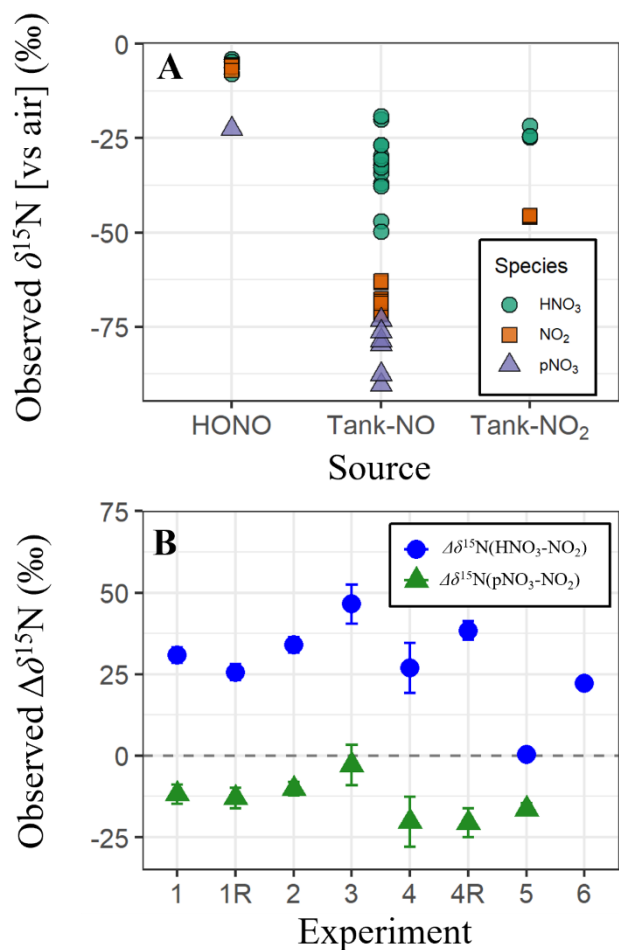 A
Observed δ¹⁵N [vs air] (‰)
0
-25
-50
-75
Species
HNO₃
NO₂
pNO₃
HONO
Tank-NO
Tank-NO₂
Source
B
Observed Δδ¹⁵N (‰)
75
50
25
0
-25
Δδ¹⁵N(HNO₃-NO₂)
Δδ¹⁵N(pNO₃-NO₂)
1
1R
2
3
4
4R
5
6
Experiment